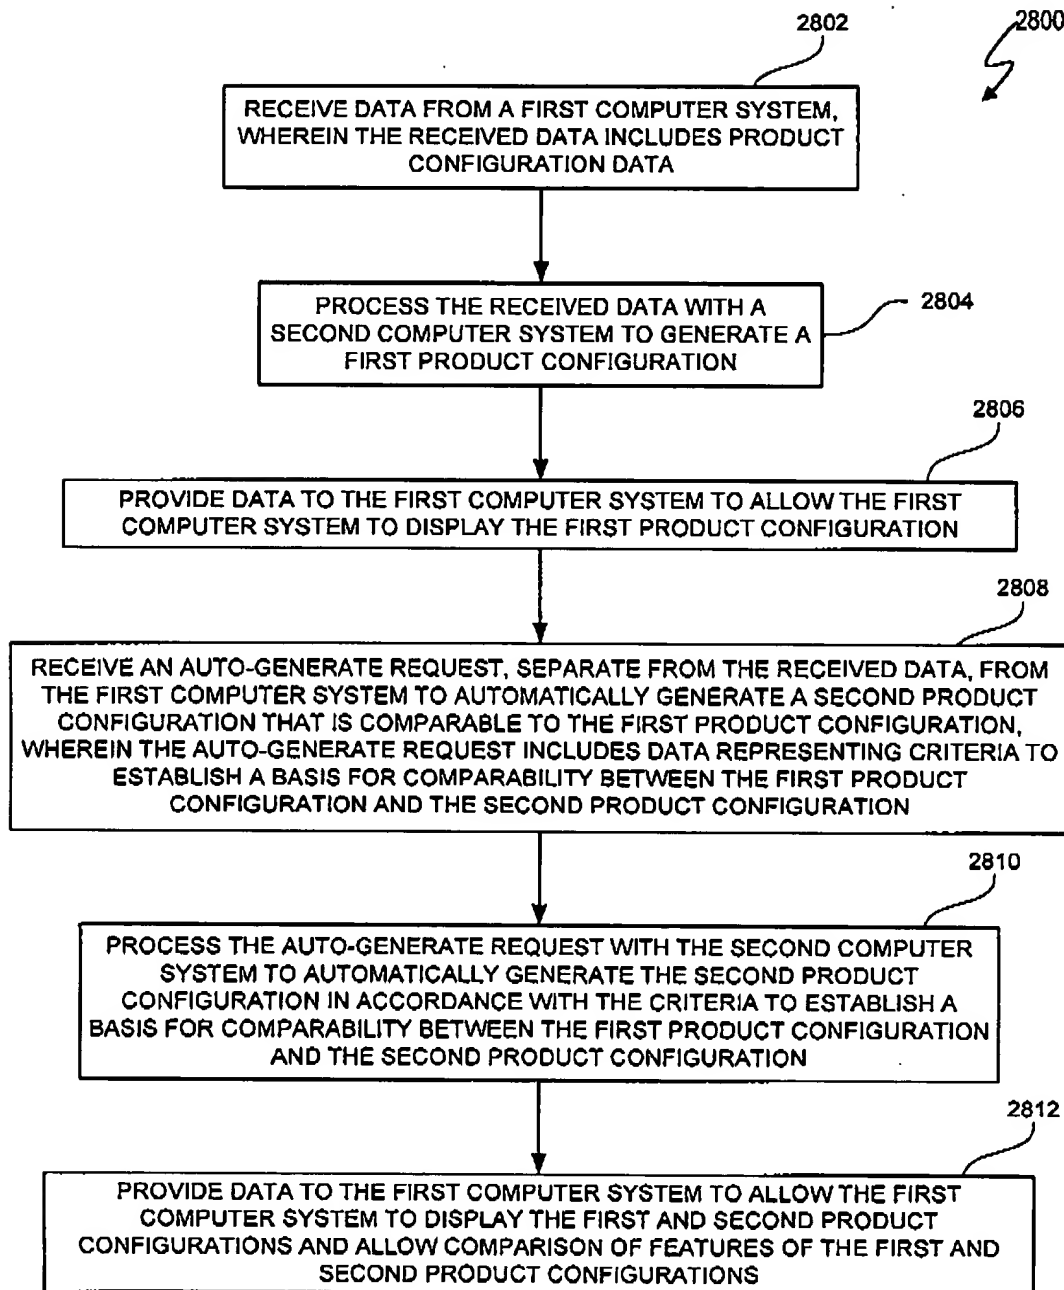 2802
2800
RECEIVE DATA FROM A FIRST COMPUTER SYSTEM,
WHEREIN THE RECEIVED DATA INCLUDES PRODUCT
CONFIGURATION DATA
PROCESS THE RECEIVED DATA WITH A
SECOND COMPUTER SYSTEM TO GENERATE A
FIRST PRODUCT CONFIGURATION
2804
2806
PROVIDE DATA TO THE FIRST COMPUTER SYSTEM TO ALLOW THE FIRST
COMPUTER SYSTEM TO DISPLAY THE FIRST PRODUCT CONFIGURATION
2808
RECEIVE AN AUTO-GENERATE REQUEST, SEPARATE FROM THE RECEIVED DATA, FROM
THE FIRST COMPUTER SYSTEM TO AUTOMATICALLY GENERATE A SECOND PRODUCT
CONFIGURATION THAT IS COMPARABLE TO THE FIRST PRODUCT CONFIGURATION,
WHEREIN THE AUTO-GENERATE REQUEST INCLUDES DATA REPRESENTING CRITERIA TO
ESTABLISH A BASIS FOR COMPARABILITY BETWEEN THE FIRST PRODUCT
CONFIGURATION AND THE SECOND PRODUCT CONFIGURATION
2810
PROCESS THE AUTO-GENERATE REQUEST WITH THE SECOND COMPUTER
SYSTEM TO AUTOMATICALLY GENERATE THE SECOND PRODUCT
CONFIGURATION IN ACCORDANCE WITH THE CRITERIA TO ESTABLISH A
BASIS FOR COMPARABILITY BETWEEN THE FIRST PRODUCT CONFIGURATION
AND THE SECOND PRODUCT CONFIGURATION
2812
PROVIDE DATA TO THE FIRST COMPUTER SYSTEM TO ALLOW THE FIRST
COMPUTER SYSTEM TO DISPLAY THE FIRST AND SECOND PRODUCT
CONFIGURATIONS AND ALLOW COMPARISON OF FEATURES OF THE FIRST AND
SECOND PRODUCT CONFIGURATIONS